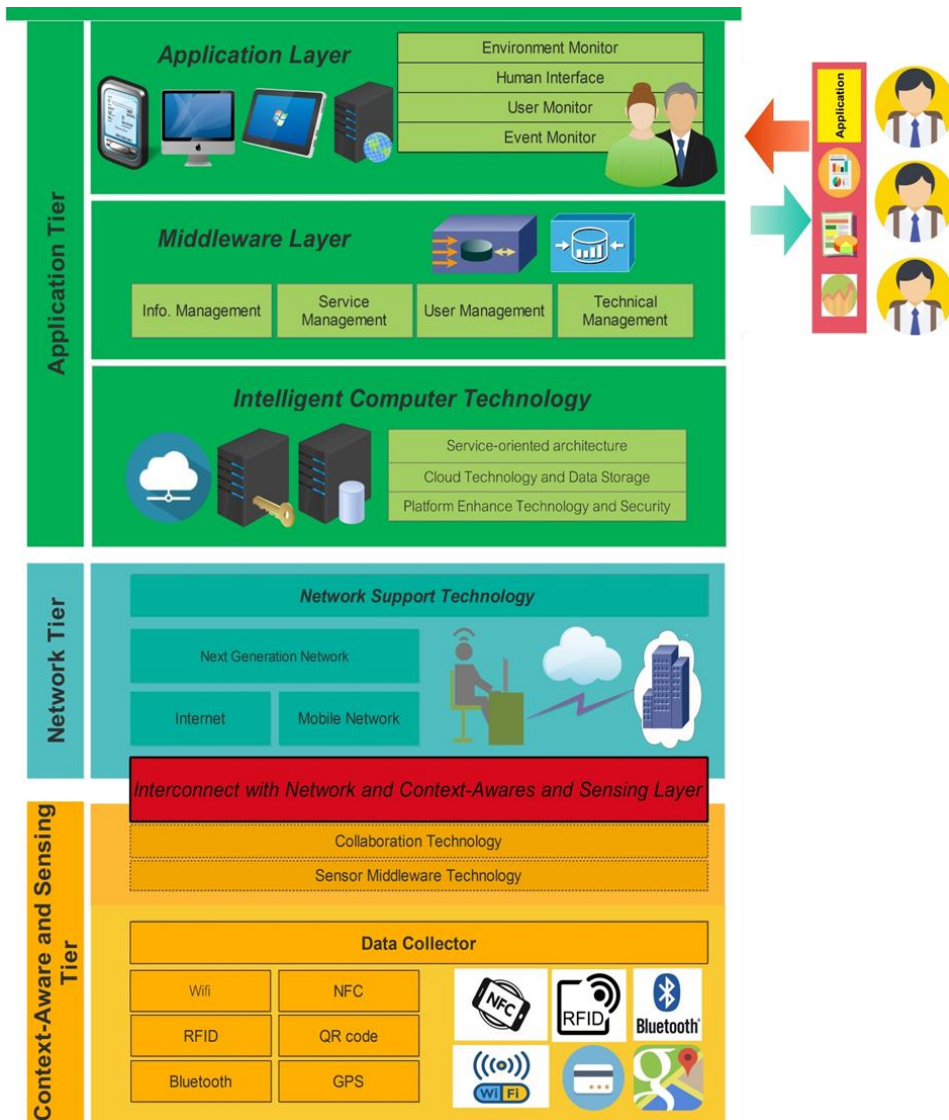 Application Tier
Application Layer
Environment Monitor
Human Interface
User Monitor
Event Monitor
Application
Middleware Layer
Info. Management
Service
Management
User Management
Technical
Management
Intelligent Computer Technology
Service-oriented architecture
Cloud Technology and Data Storage
Platform Enhance Technology and Security
Network Tier
Network Support Technology
Next Generation Network
Internet
Mobile Network
Interconnect with Network and Context-Awares and Sensing Layer
Context-Aware and Sensing
Tier
Collaboration Technology
Sensor Middleware Technology
Data Collector
Wifi
NFC
RFID
QR code
Bluetooth
GPS
NFC
RFID
Bluetooth®
Wi Fi